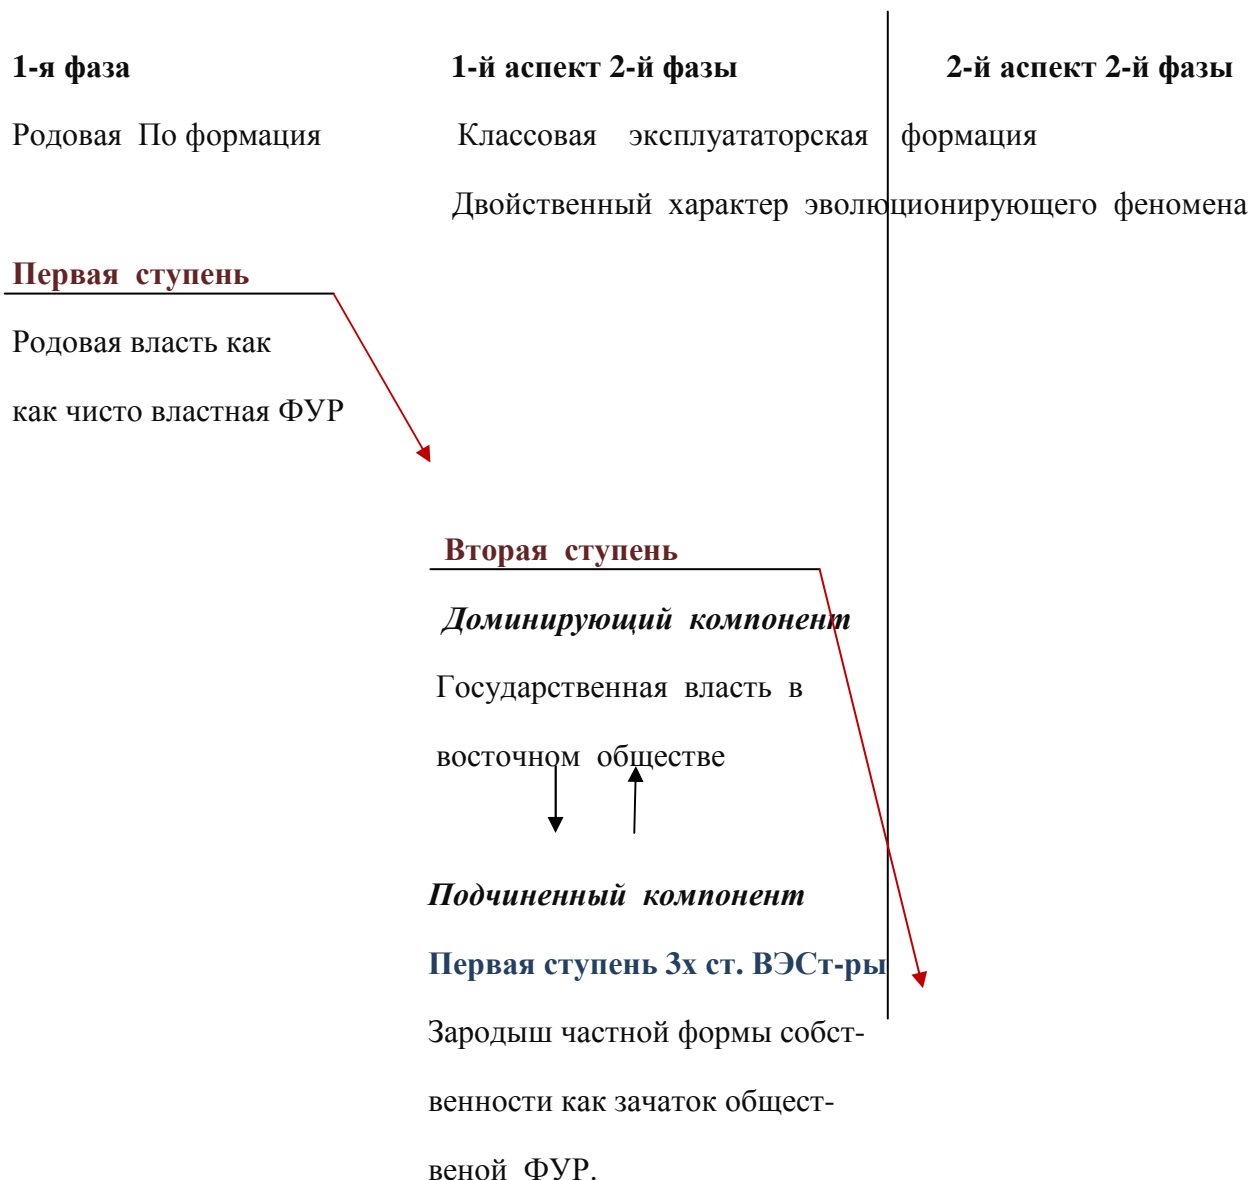 1-я фаза 1-й аспект 2-й фазы 2-й аспект 2-й фазы
Родовая По формация Классовая эксплуататорская формация
Двойственный характер эволюционирующего феномена
Первая ступень
Родовая власть как
как чисто властная ФУР
Вторая ступень
Доминирующий компонент
Государственная власть в
восточном обществе
Подчиненный компонент
Первая ступень 3х ст. ВЭСт-ры
Зародыш частной формы собст-
венности как зачаток общест-
веной ФУР.